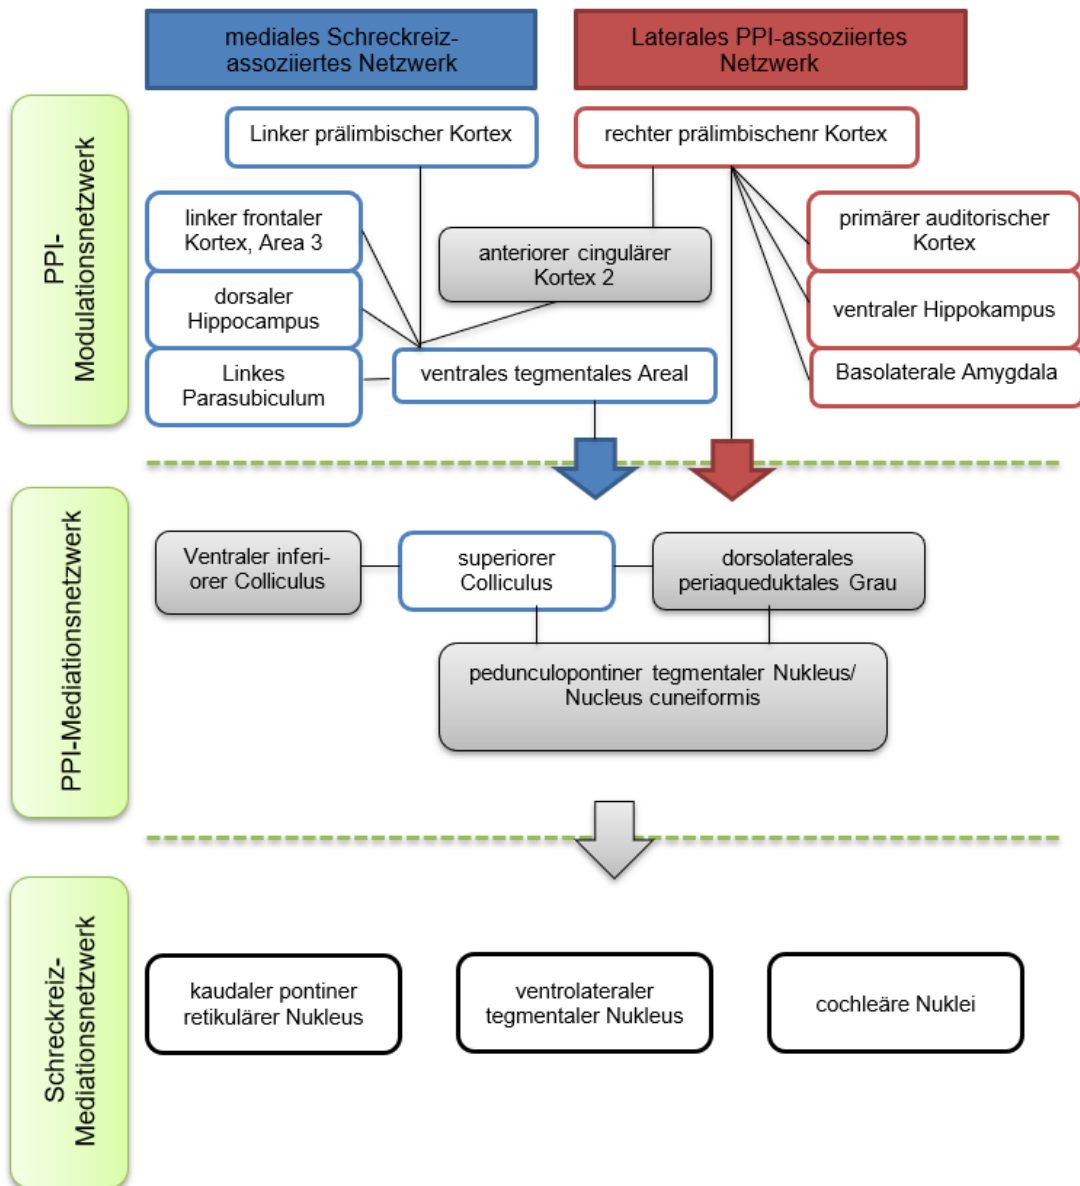 mediales Schreckreiz-
assoziiertes Netzwerk
Laterales PPI-assoziiertes
Netzwerk
PPI-
Modulationsnetzwerk
Linker prälimbischer Kortex
rechter prälimbischenr Kortex
linker frontaler
Kortex, Area 3
anteriorer cingulärer
Kortex 2
primärer auditorischer
Kortex
dorsaler
Hippocampus
ventraler Hippokampus
Linkes
Parasubiculum
ventrales tegmentales Areal
Basolaterale Amygdala
PPI-Mediationsnetzwerk
Ventraler inferi-
orer Colliculus
superiorer
Colliculus
dorsolaterales
periaqueduktales Grau
pedunculopontiner tegmentaler Nukleus/
Nucleus cuneiformis
Schreckreiz-
Mediationsnetzwerk
kaudaler pontiner
retikulärer Nukleus
ventrolateraler
tegmentaler Nukleus
cochleäre Nuklei